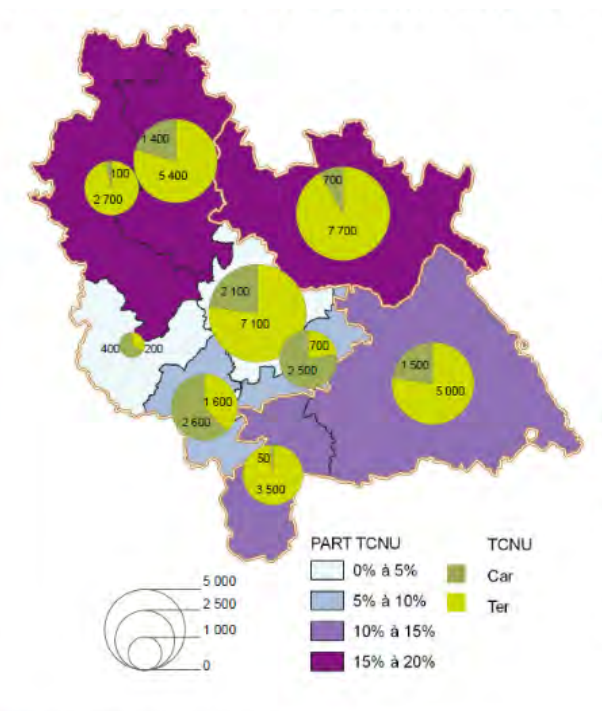 1 400
5 400
100
2 700
700
7 700
2 100
7 100
700
2 500
400
200
1 600
2 600
1 500
5 000
50
3 500
PART TCNU
0% à 5%
5% à 10%
10% à 15%
15% à 20%
TCNU
Car
Ter
5 000
2 500
1 000
0